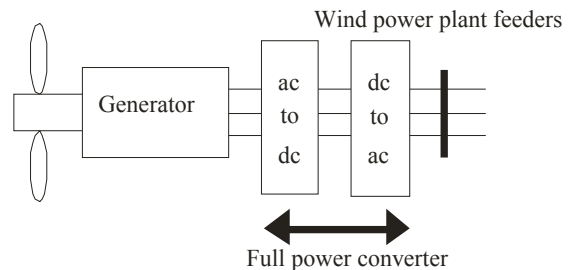 Wind power plant feeders
Generator
ac
to
dc
dc
to
ac
Full power converter